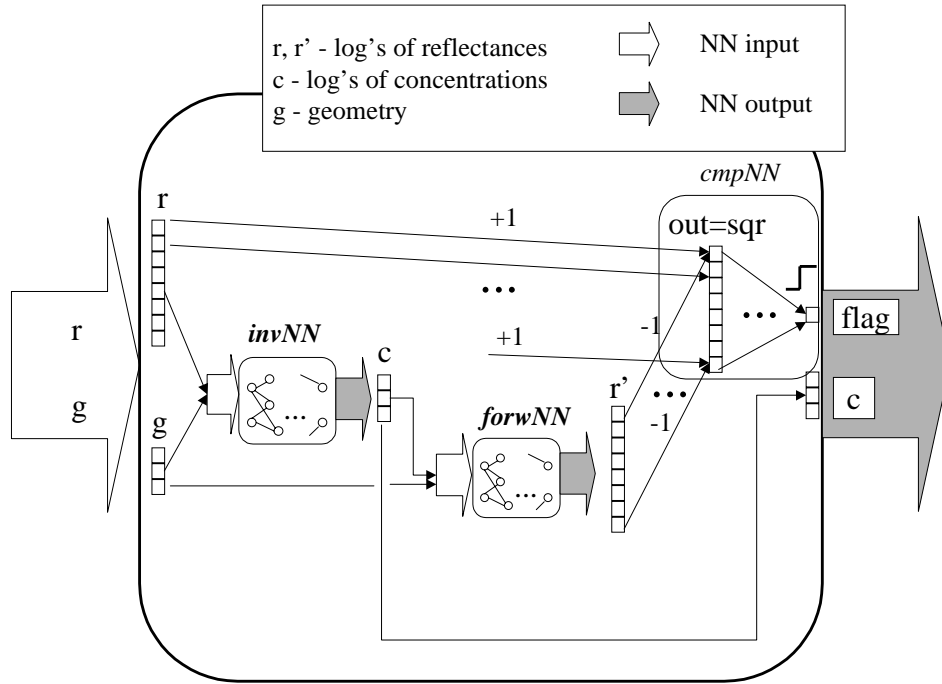 r, r' - log's of reflectances
c - log's of concentrations
g - geometry
NN input
NN output
cmpNN
r
+1
out=sqr
...
r
g
invNN
c
+1
-1
...
flag
r'
...
c
g
...
forwNN
-1
...